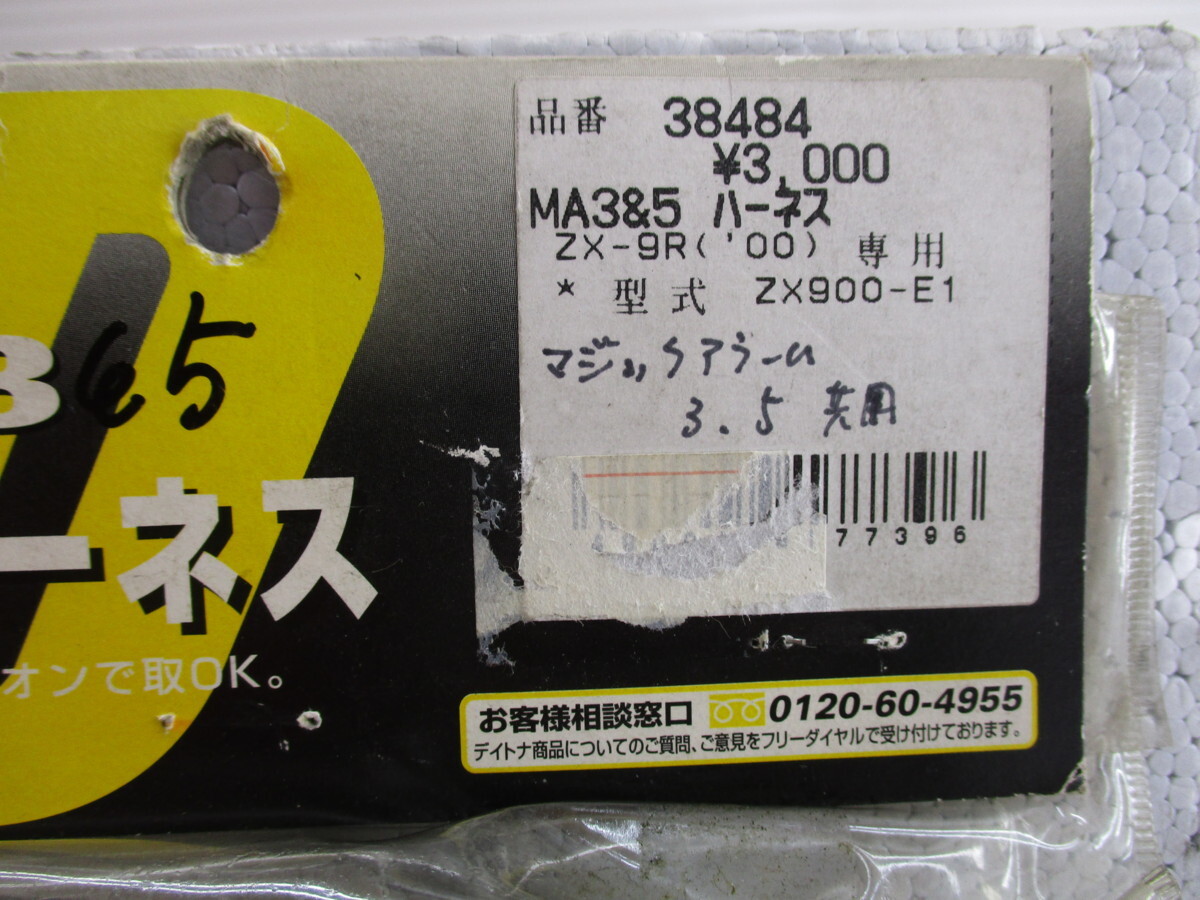 品番 38484
¥3,000
MA3&5 ハーネス
ZX-9R('00) 専用
* 型式 ZX900-E1
マジックアラーム
3.5 共用
77396
3&5
ーネス
オンで取OK。
お客様相談窓口 0120-60-4955
デイトナ商品についてのご質問、ご意見をフリーダイヤルで受け付けております。